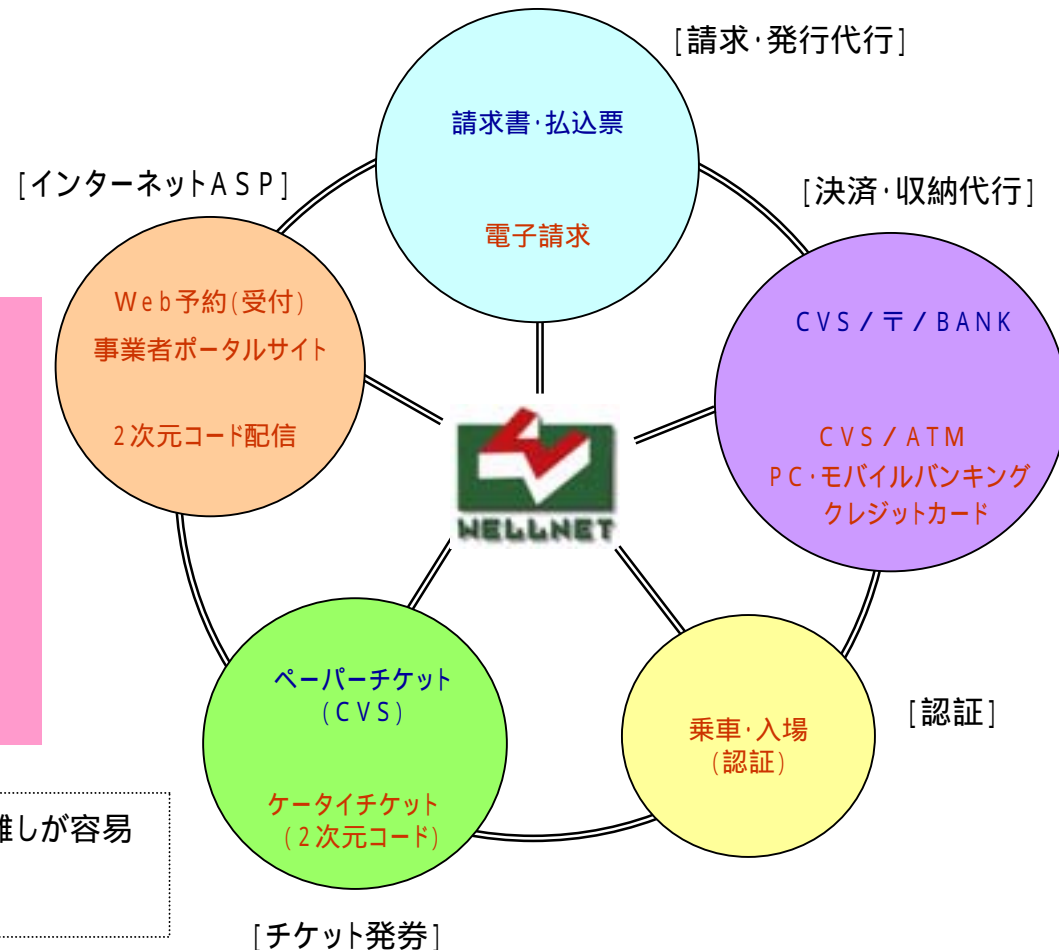 [請求・発行代行]
請求書・払込票
電子請求
[インターネットASP]
Web予約(受付)
事業者ポータルサイト
2次元コード配信
[決済・収納代行]
CVS/〒/BANK
CVS/ATM
PC・モバイルバンキング
クレジットカード
WELLNET
ペーパーチケット
(CVS)
ケータイチケット
(2次元コード)
[チケット発券]
乗車・入場
(認証)
[認証]
しが容易